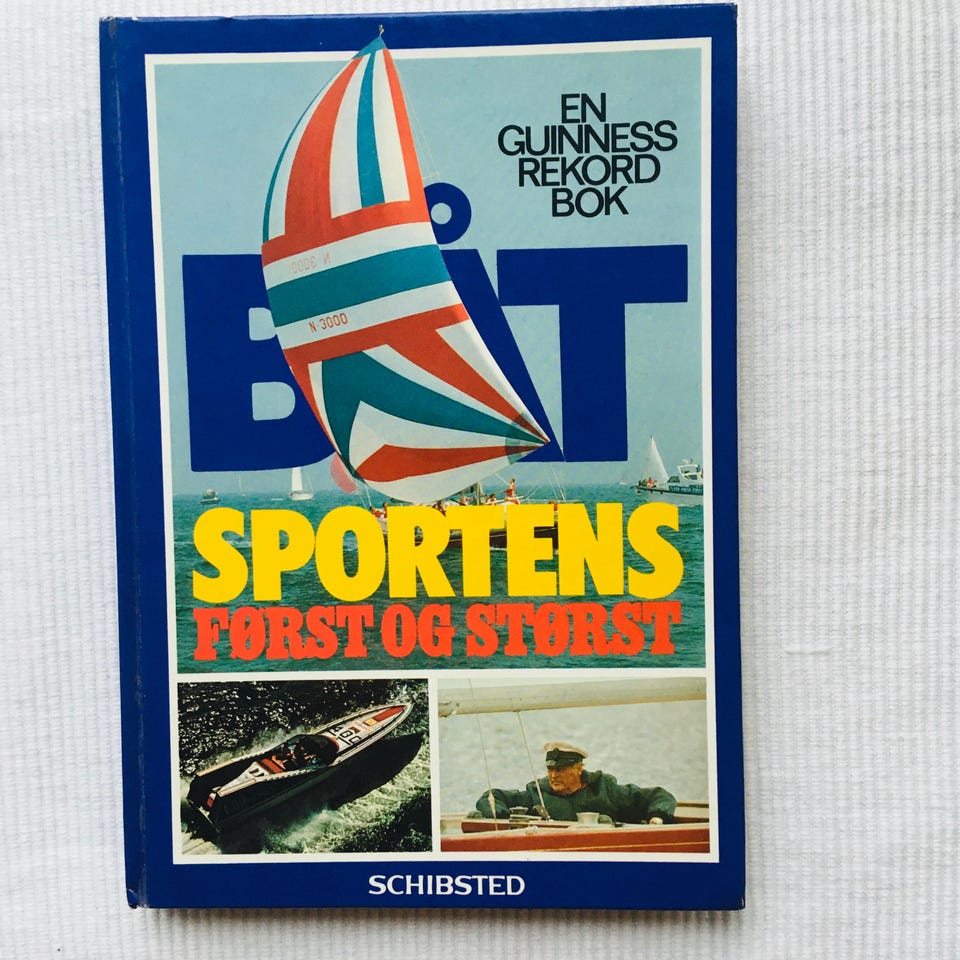 EN
GUINNESS
REKORD
BOK
BÅT
N 3000
N-3000
SPORTENS
FØRST OG STØRST
SCHIBSTED